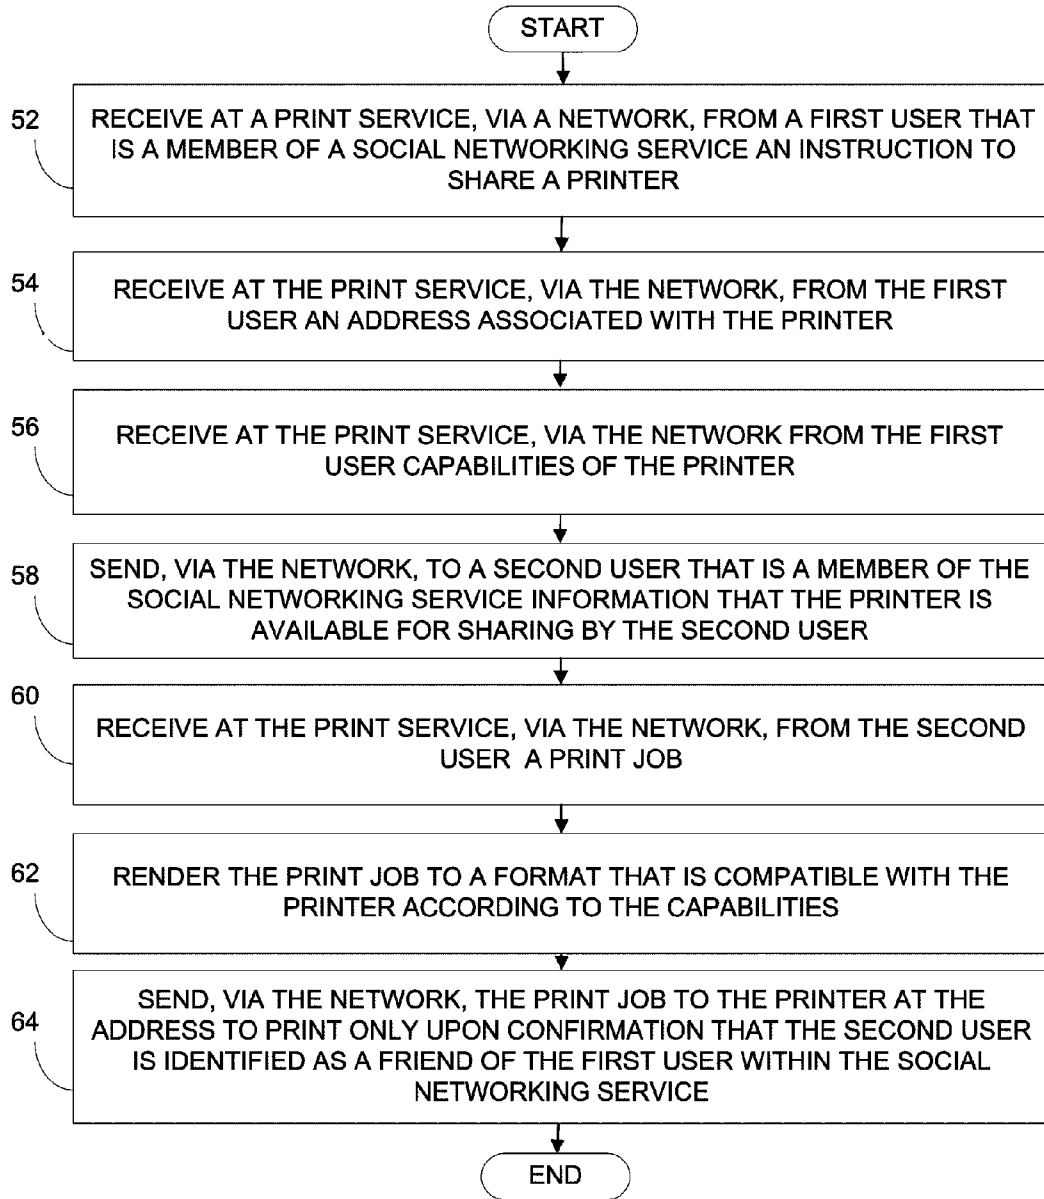 START
52
RECEIVE AT A PRINT SERVICE, VIA A NETWORK, FROM A FIRST USER THAT
IS A MEMBER OF A SOCIAL NETWORKING SERVICE AN INSTRUCTION TO
SHARE A PRINTER
54
RECEIVE AT THE PRINT SERVICE, VIA THE NETWORK, FROM THE FIRST
USER AN ADDRESS ASSOCIATED WITH THE PRINTER
56
RECEIVE AT THE PRINT SERVICE, VIA THE NETWORK FROM THE FIRST
USER CAPABILITIES OF THE PRINTER
58
SEND, VIA THE NETWORK, TO A SECOND USER THAT IS A MEMBER OF THE
SOCIAL NETWORKING SERVICE INFORMATION THAT THE PRINTER IS
AVAILABLE FOR SHARING BY THE SECOND USER
60
RECEIVE AT THE PRINT SERVICE, VIA THE NETWORK, FROM THE SECOND
USER A PRINT JOB
62
RENDER THE PRINT JOB TO A FORMAT THAT IS COMPATIBLE WITH THE
PRINTER ACCORDING TO THE CAPABILITIES
64
SEND, VIA THE NETWORK, THE PRINT JOB TO THE PRINTER AT THE
ADDRESS TO PRINT ONLY UPON CONFIRMATION THAT THE SECOND USER
IS IDENTIFIED AS A FRIEND OF THE FIRST USER WITHIN THE SOCIAL
NETWORKING SERVICE
END